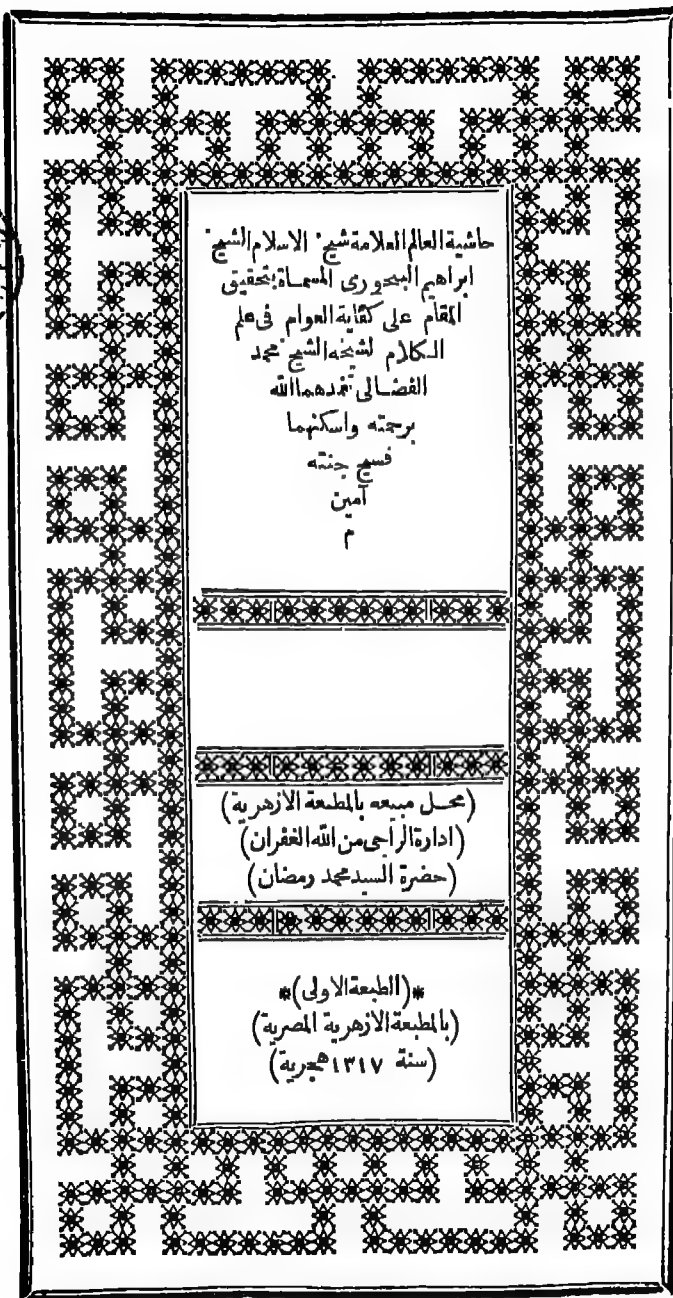 حاشية العالم العلامة شيخ الاسلام الشيخ
ابراهيم البيجورى المسماة بتحقيق
المقام على كفاية العوام فى علم
الكلام لشيخه الشيخ محمد
الفضالى تغمدهما الله
برحمته واسكنهما
فسيح جنته
آمين
م
(محل مبيعه بالمطبعة الازهرية)
(ادارة الراجى من الله الغفران)
(حضرة السيد محمد رمضان)
*(الطبعة الاولى)*
(بالمطبعة الازهرية المصرية)
(سنة ١٣١٧ هجرية)